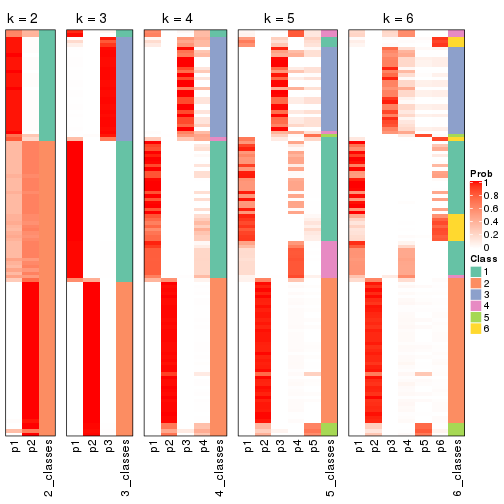 k = 2
k = 3
k = 4
k = 5
k = 6
p1
p2
2_classes
p1
p2
p3
3_classes
p1
p2
p3
p4
4_classes
p1
p2
p3
p4
p5
5_classes
p1
p2
p3
p4
p5
p6
6_classes
Prob
1
0.8
0.6
0.4
0.2
0
Class
1
2
3
4
5
6